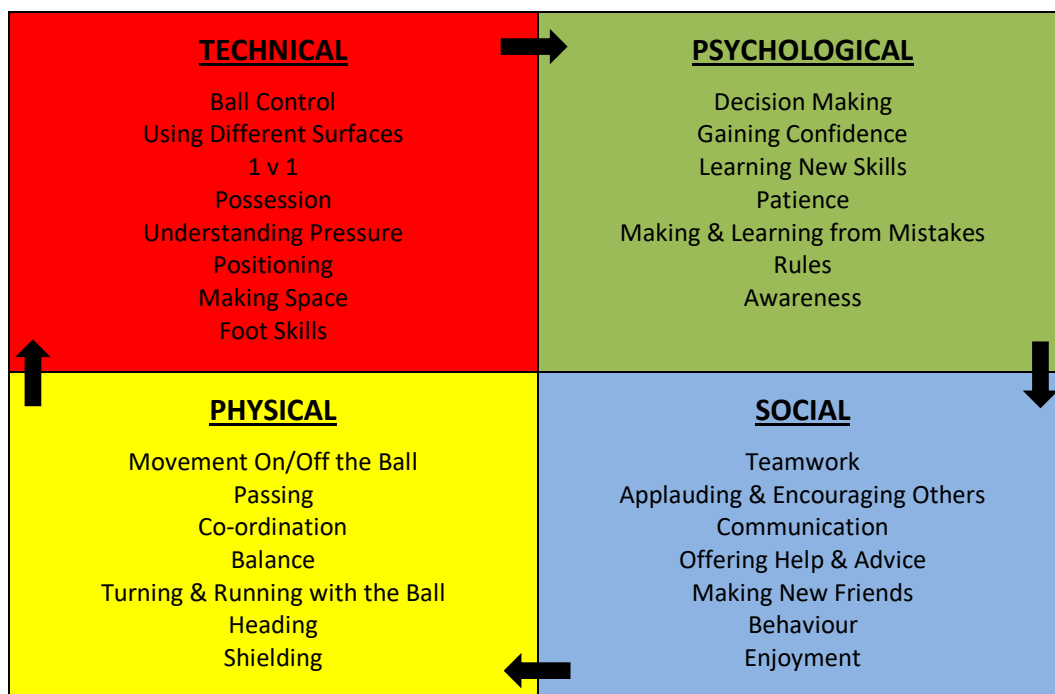 TECHNICAL
Ball Control
Using Different Surfaces
1 v 1
Possession
Understanding Pressure
Positioning
Making Space
Foot Skills
PSYCHOLOGICAL
Decision Making
Gaining Confidence
Learning New Skills
Patience
Making & Learning from Mistakes
Rules
Awareness
PHYSICAL
Movement On/Off the Ball
Passing
Co-ordination
Balance
Turning & Running with the Ball
Heading
Shielding
SOCIAL
Teamwork
Applauding & Encouraging Others
Communication
Offering Help & Advice
Making New Friends
Behaviour
Enjoyment